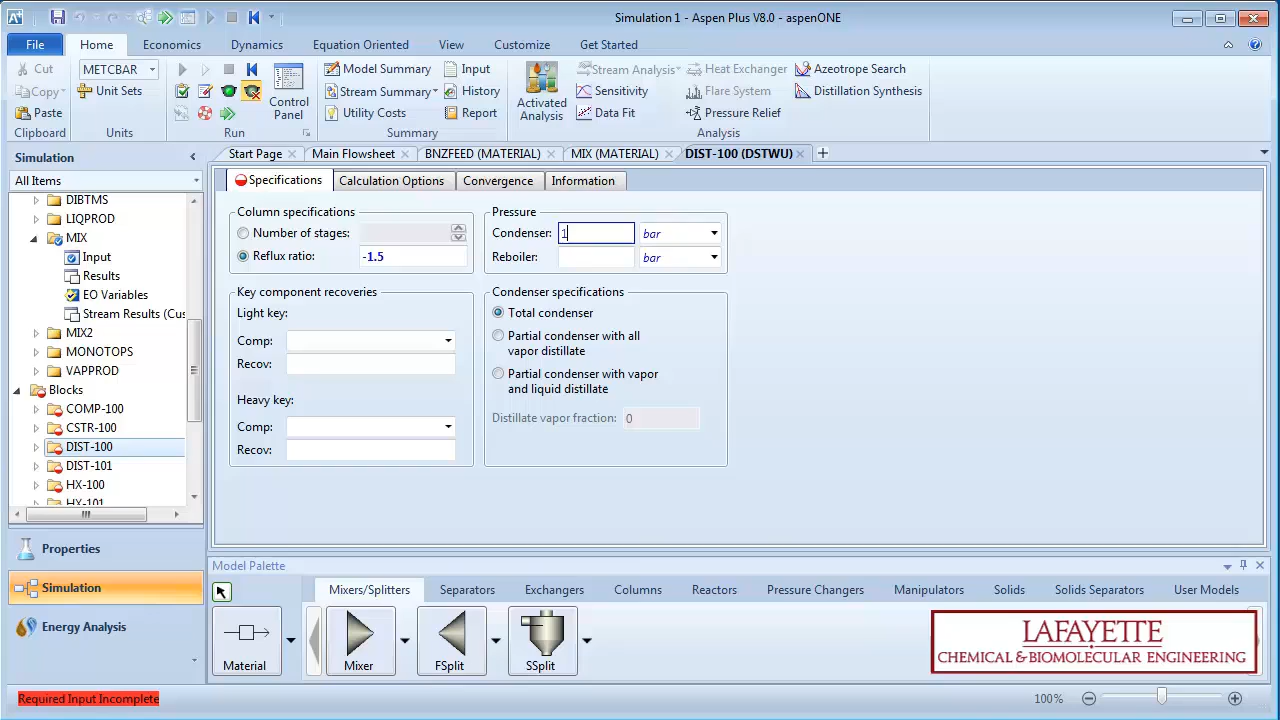 Simulation 1 - Aspen Plus V8.0 - aspenONE
File Home Economics Dynamics Equation Oriented View Customize Get Started
Cut METCBAR Model Summary Input Stream Analysis Heat Exchanger Azeotrope Search
Copy Unit Sets Stream Summary History Sensitivity Flare System Distillation Synthesis
Paste Control Panel Utility Costs Report Activated Analysis Data Fit Pressure Relief
Clipboard Units Run Summary Analysis
Simulation Start Page Main Flowsheet BNZFEED (MATERIAL) MIX (MATERIAL) DIST-100 (DSTWU)
All Items
DIBTMS
LIQPROD
MIX
Input
Results
EO Variables
Stream Results (Cus
MIX2
MONOTOPS
VAPPROD
Blocks
COMP-100
CSTR-100
DIST-100
DIST-101
HX-100
HX-101
Properties
Simulation
Energy Analysis
Specifications Calculation Options Convergence Information
Column specifications
Number of stages:
Reflux ratio: -1.5
Pressure
Condenser: 1 bar
Reboiler: bar
Key component recoveries
Light key:
Comp:
Recov:
Heavy key:
Comp:
Recov:
Condenser specifications
Total condenser
Partial condenser with all
vapor distillate
Partial condenser with vapor
and liquid distillate
Distillate vapor fraction: 0
Model Palette
Mixers/Splitters Separators Exchangers Columns Reactors Pressure Changers Manipulators Solids Solids Separators User Models
Material Mixer FSplit SSplit
LAFAYETTE
CHEMICAL & BIOMOLECULAR ENGINEERING
Required Input Incomplete 100%